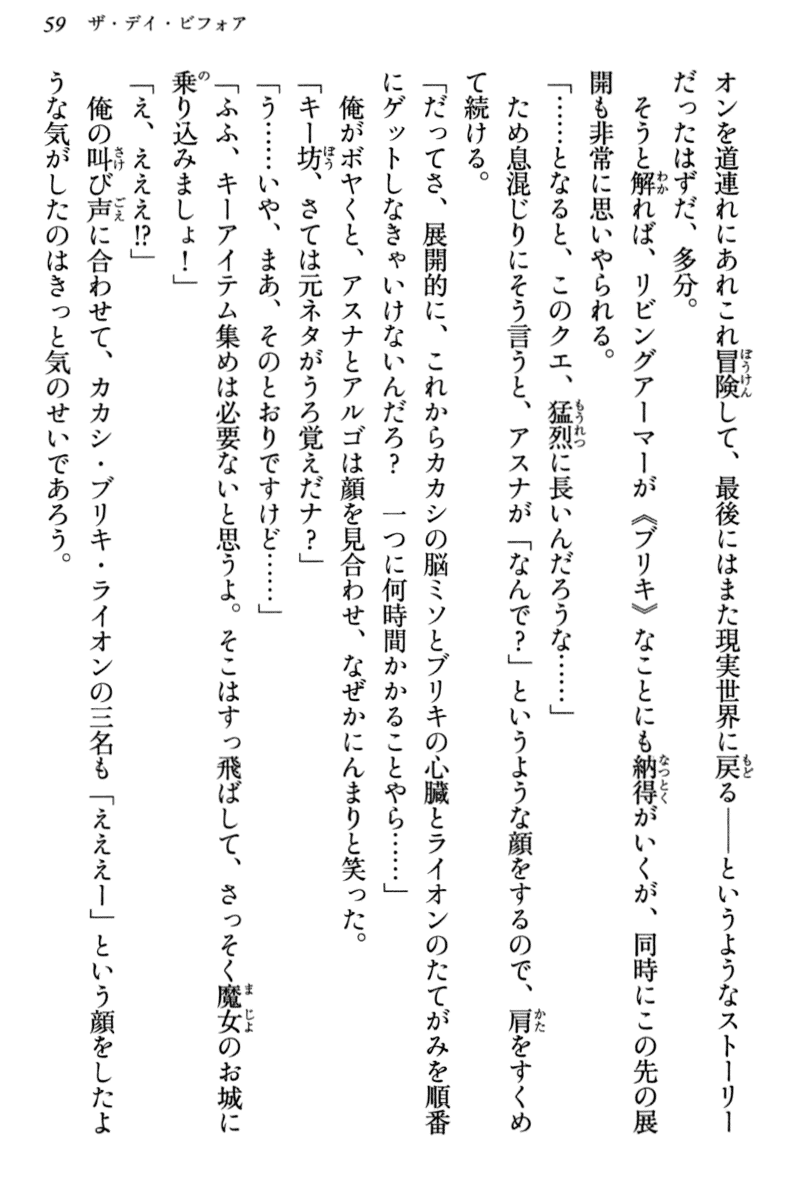 59 ザ・デイ・ビフォア
オンを道連れにあれこれ冒険して、最後にはまた現実世界に戻る――というようなストーリー
だったはずだ、多分。
そうと解れば、リビングアーマーが《ブリキ》なことにも納得がいくが、同時にこの先の展
開も非常に思いやられる。
「……となると、このクエ、猛烈に長いんだろうな……」
ため息混じりにそう言うと、アスナが「なんで?」というような顔をするので、肩をすくめ
て続ける。
「だってさ、展開的に、これからカカシの脳ミソとブリキの心臓とライオンのたてがみを順番
にゲットしなきゃいけないんだろ? 一つに何時間かかることやら……」
俺がボヤくと、アスナとアルゴは顔を見合わせ、なぜかにんまりと笑った。
「キー坊、さては元ネタがうろ覚えだナ?」
「う……いや、まあ、そのとおりですけど……」
「ふふ、キーアイテム集めは必要ないと思うよ。そこはすっ飛ばして、さっそく魔女のお城に
乗り込みましょ!」
「え、えええ!?」
俺の叫び声に合わせて、カカシ・ブリキ・ライオンの三名も「えええー」という顔をしたよ
うな気がしたのはきっと気のせいであろう。